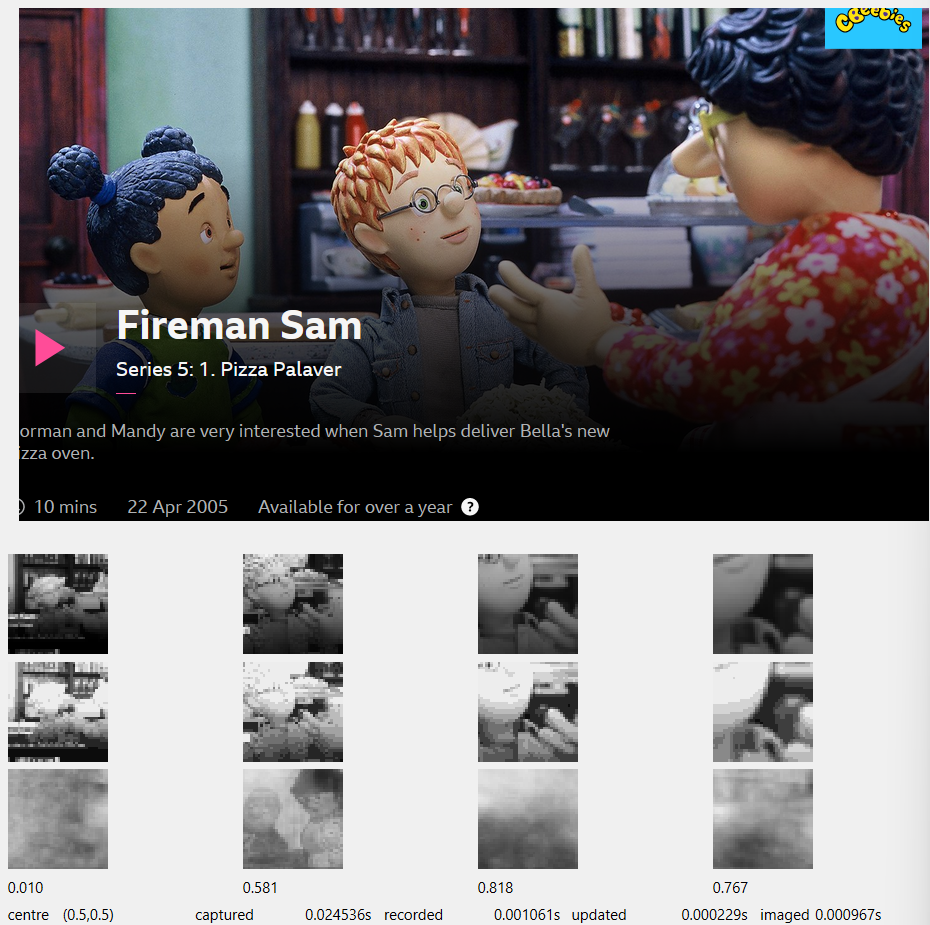 CBeebies
Fireman Sam
Series 5: 1. Pizza Palaver
orman and Mandy are very interested when Sam helps deliver Bella's new
izza oven.
10 mins 22 Apr 2005 Available for over a year ?
0.010 0.581 0.818 0.767
centre (0.5,0.5) captured 0.024536s recorded 0.001061s updated 0.000229s imaged 0.000967s